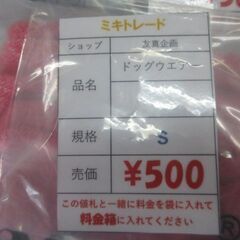 ミキトレード
ショップ 友真企画
品名 ドッグウエアー
規格 S
売価 ¥500
この値札と一緒に料金を袋に入れて
料金箱に入れてください